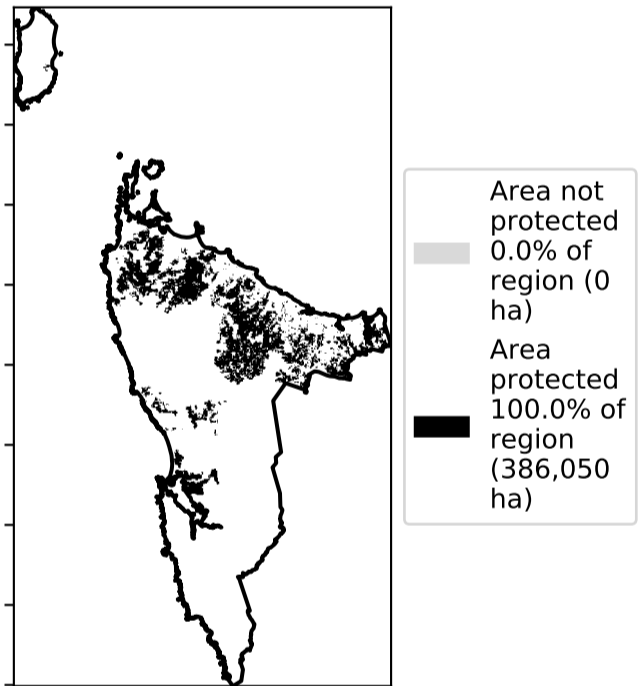 Area not
protected
0.0% of
region (0
ha)
Area
protected
100.0% of
region
(386,050
ha)